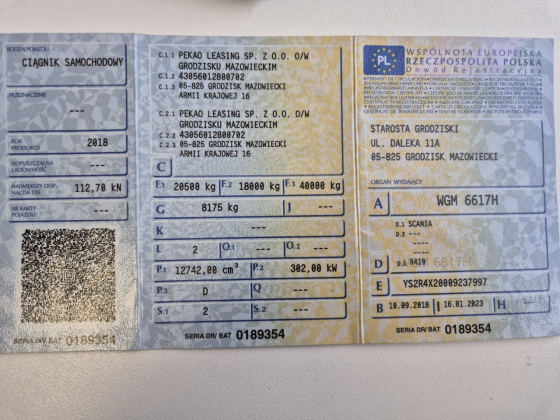 RODZAJ POJAZDU
CIĄGNIK SAMOCHODOWY
PRZEZNACZENIE
---
ROK PRODUKCJI 2018
DOPUSZCZALNA ŁADOWNOŚĆ ---
NAJWIĘKSZY DOP. NACISK OSI 112,70 kN
NR KARTY POJAZDU ---
SERIA DR/ BAT 0189354
C.1.1 PEKAO LEASING SP. Z O.O. O/W
GRODZISKU MAZOWIECKIM
C.1.2 43056012800702
C.1.3 05-825 GRODZISK MAZOWIECKI
ARMII KRAJOWEJ 16
C.2.1 PEKAO LEASING SP. Z O.O. O/W
GRODZISKU MAZOWIECKIM
C.2.2 43056012800702
C.2.3 05-825 GRODZISK MAZOWIECKI
ARMII KRAJOWEJ 16
C
F.1 20500 kg F.2 18000 kg F.3 40000 kg
G 8175 kg J ---
K ---
L 2 O.1 --- O.2 ---
P.1 12742,00 cm³ P.2 302,00 kW
P.3 D Q ---
S.1 2 S.2 ---
SERIA DR/ BAT 0189354
PL
WSPÓLNOTA EUROPEJSKA
RZECZPOSPOLITA POLSKA
Dowód Rejestracyjny
STAROSTA GRODZISKI
UL. DALEKA 11A
05-825 GRODZISK MAZOWIECKI
ORGAN WYDAJĄCY
A WGM 6617H
D.1 SCANIA
D.2 ---
----
----
D D.3 R410 6617H
E YS2R4X20009237997
B 10.09.2018 I 16.01.2023 H ---
SERIA DR/ BAT 0189354